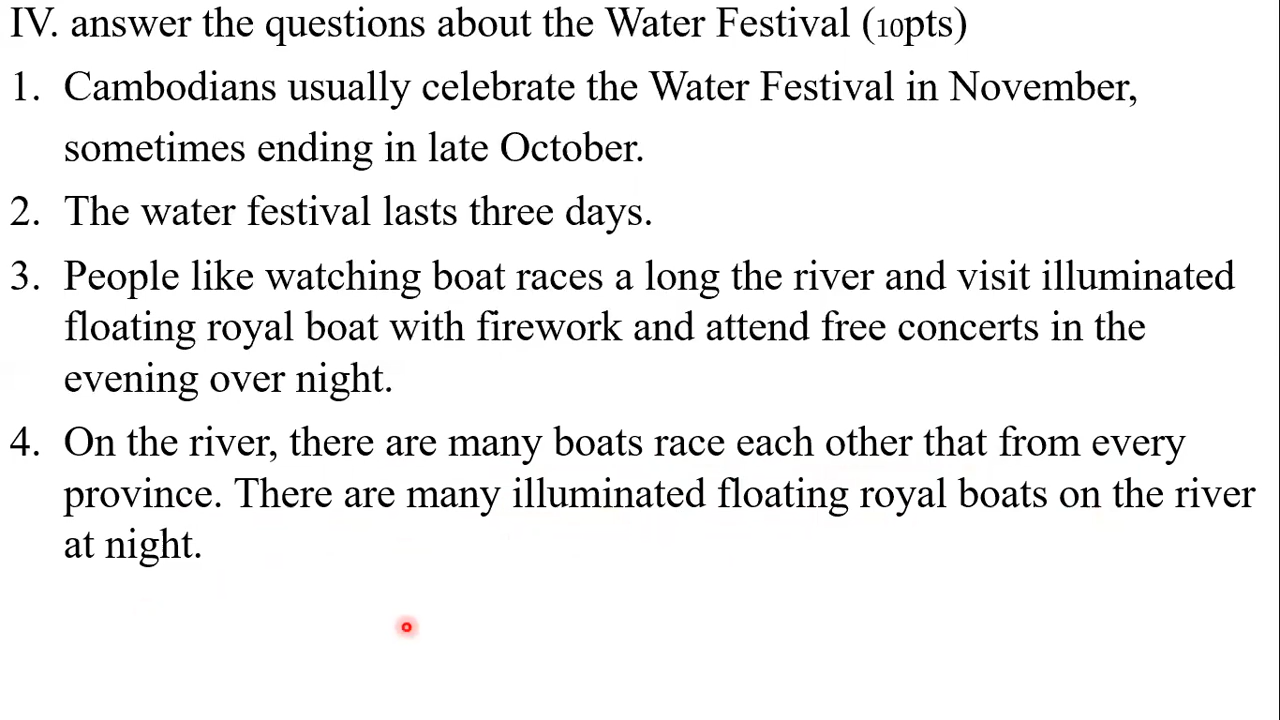 IV. answer the questions about the Water Festival (10pts)
1. Cambodians usually celebrate the Water Festival in November,
sometimes ending in late October.
2. The water festival lasts three days.
3. People like watching boat races a long the river and visit illuminated
floating royal boat with firework and attend free concerts in the
evening over night.
4. On the river, there are many boats race each other that from every
province. There are many illuminated floating royal boats on the river
at night.